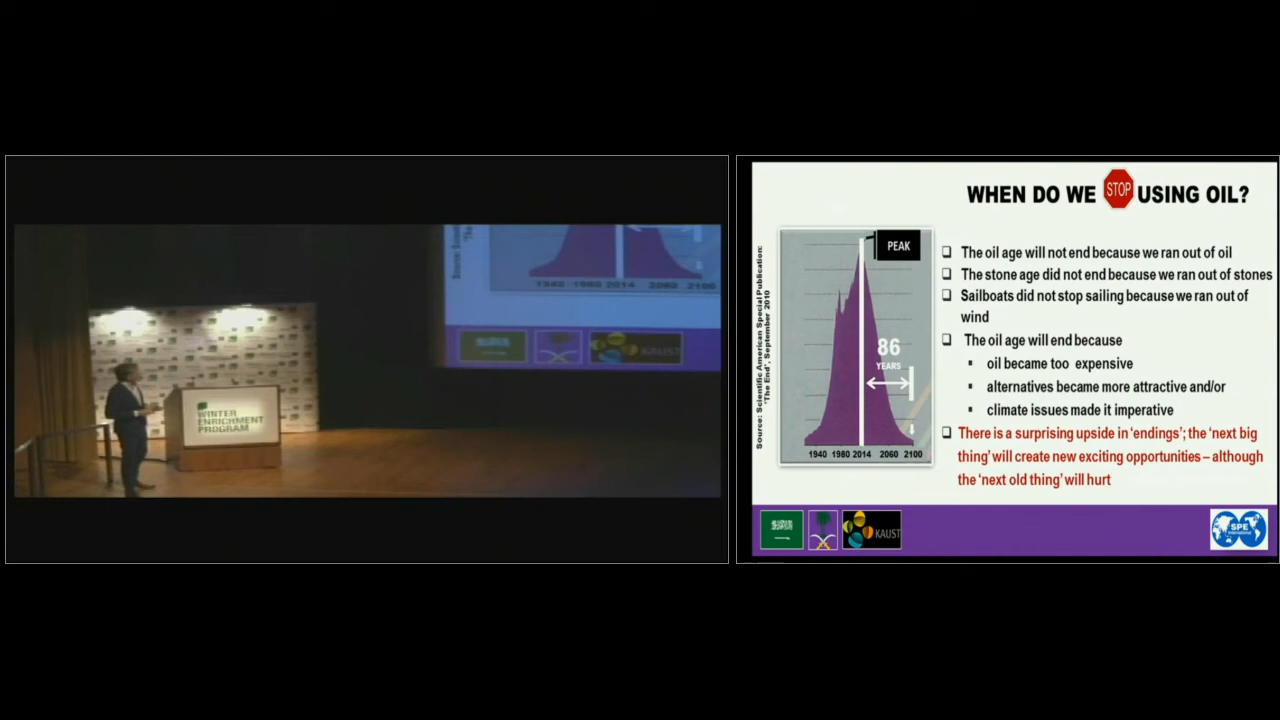 1940 1980 2014 2060 2100
KAUST
WINTER
ENRICHMENT
PROGRAM
WHEN DO WE STOP USING OIL?
Source: Scientific American Special Publication:
'The End', September 2010
PEAK
86
YEARS
1940 1980 2014 2060 2100
The oil age will not end because we ran out of oil
The stone age did not end because we ran out of stones
Sailboats did not stop sailing because we ran out of
wind
The oil age will end because
oil became too expensive
alternatives became more attractive and/or
climate issues made it imperative
There is a surprising upside in 'endings'; the 'next big
thing' will create new exciting opportunities – although
the 'next old thing' will hurt
KAUST
SPE
International